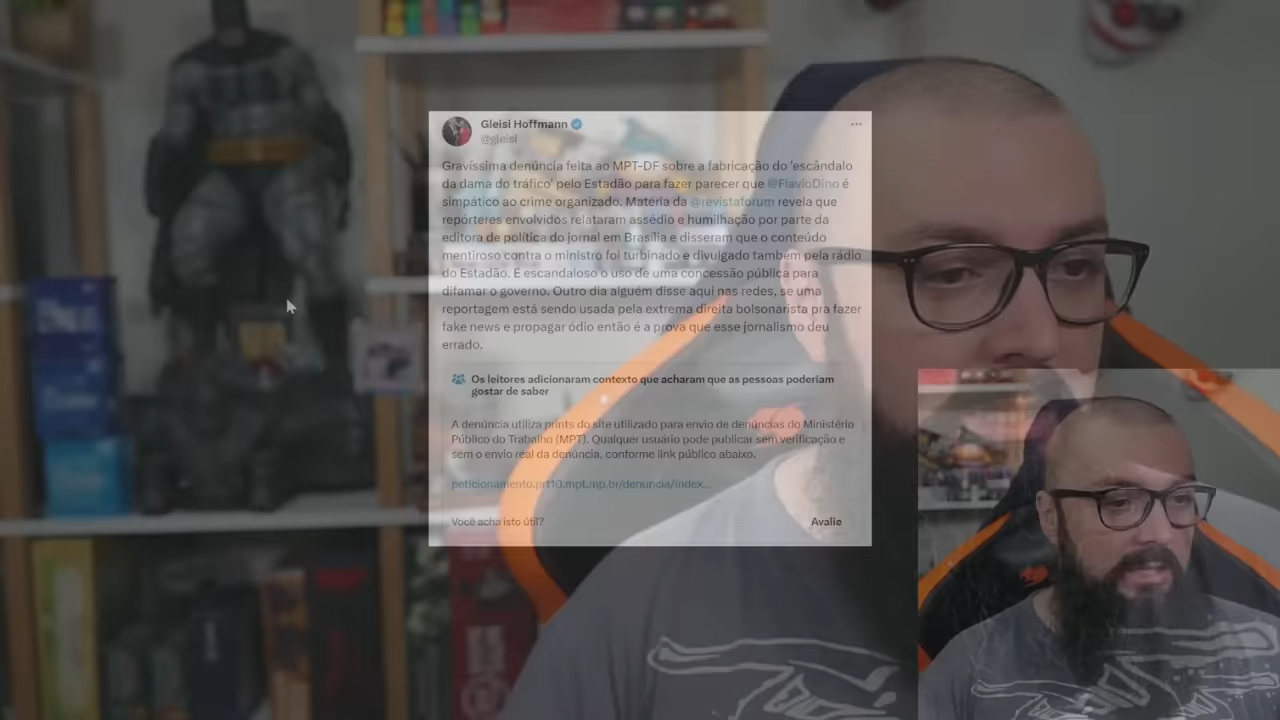 Gleisi Hoffmann
@gleisi
Gravíssima denúncia feita ao MPT-DF sobre a fabricação do 'escândalo
da dama do tráfico' pelo Estadão para fazer parecer que @FlavioDino é
simpático ao crime organizado. Matéria da @revistaforum revela que
repórteres envolvidos relataram assédio e humilhação por parte da
editora de política do jornal em Brasília e disseram que o conteúdo
mentiroso contra o ministro foi turbinado e divulgado também pela rádio
do Estadão. É escandaloso o uso de uma concessão pública para
difamar o governo. Outro dia alguém disse aqui nas redes, se uma
reportagem está sendo usada pela extrema direita bolsonarista pra fazer
fake news e propagar ódio então é a prova que esse jornalismo deu
errado.
Os leitores adicionaram contexto que acharam que as pessoas poderiam
gostar de saber
A denúncia utiliza prints do site utilizado para envio de denúncias do Ministério
Público do Trabalho (MPT). Qualquer usuário pode publicar sem verificação e
sem o envio real da denúncia, conforme link público abaixo.
peticionamento.prt10.mpt.mp.br/denuncia/index...
Você acha isto útil?
Avalie